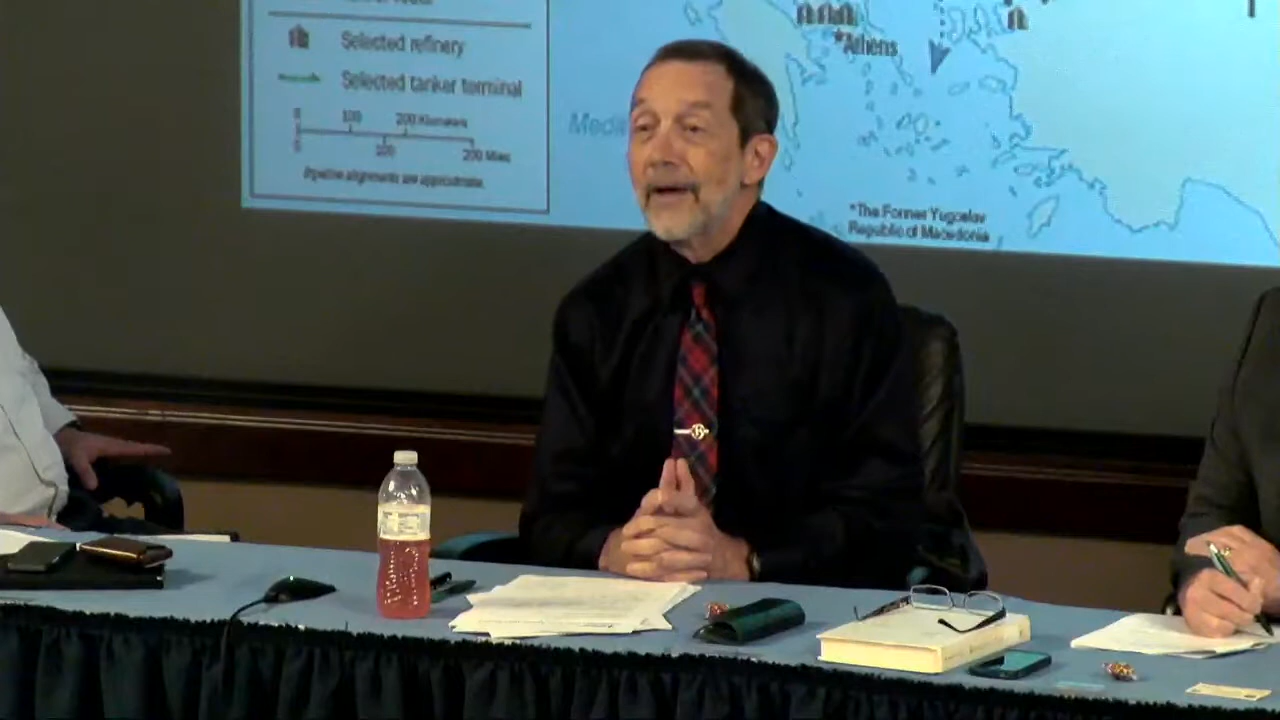 Selected refinery
Selected tanker terminal
0 100 200 Kilometers
0 100 200 Miles
Pipeline alignments are approximate.
*Athens
*The Former Yugoslav
Republic of Macedonia